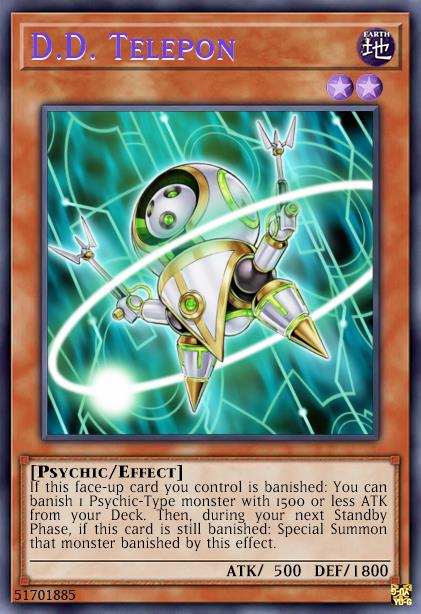 D.D. Telepon
EARTH
地
[Psychic/Effect]
If this face-up card you control is banished: You can
banish 1 Psychic-Type monster with 1500 or less ATK
from your Deck. Then, during your next Standby
Phase, if this card is still banished: Special Summon
that monster banished by this effect.
ATK/ 500 DEF/1800
51701885